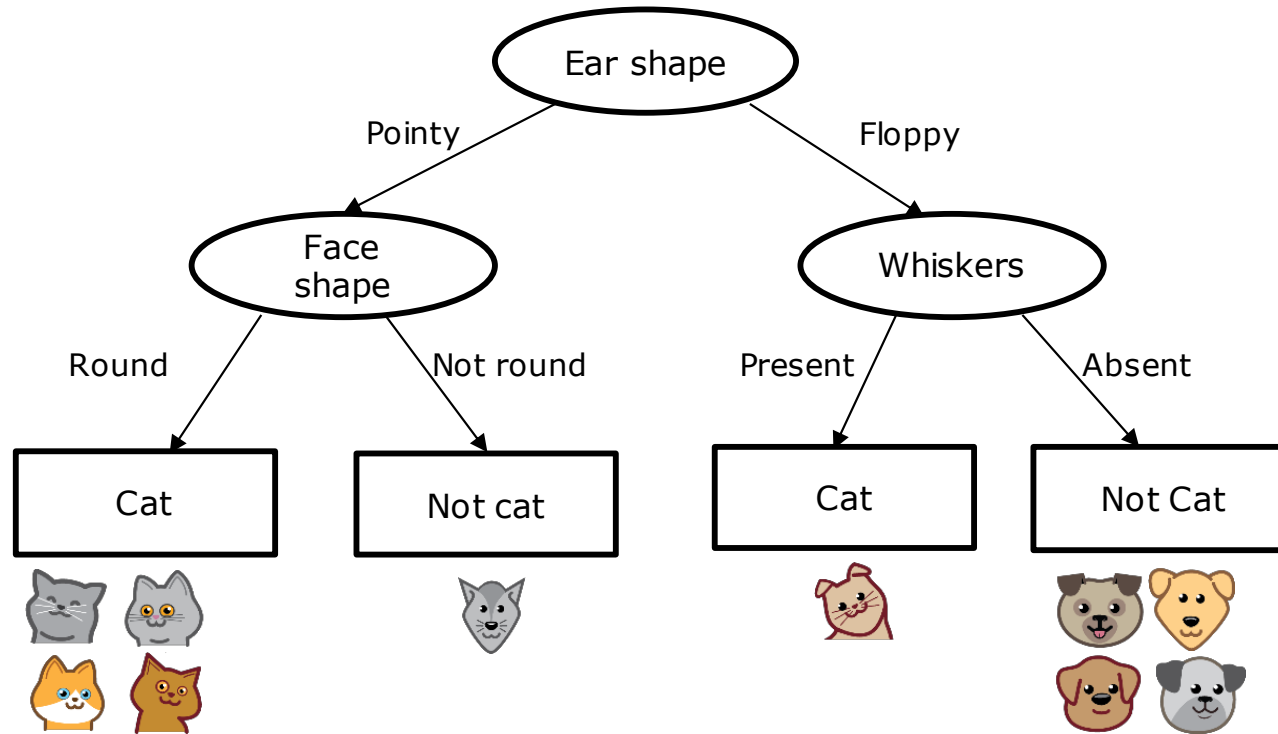 Ear shape
Pointy
Floppy
Face
shape
Whiskers
Round
Not round
Present
Absent
Cat
Not cat
Cat
Not Cat